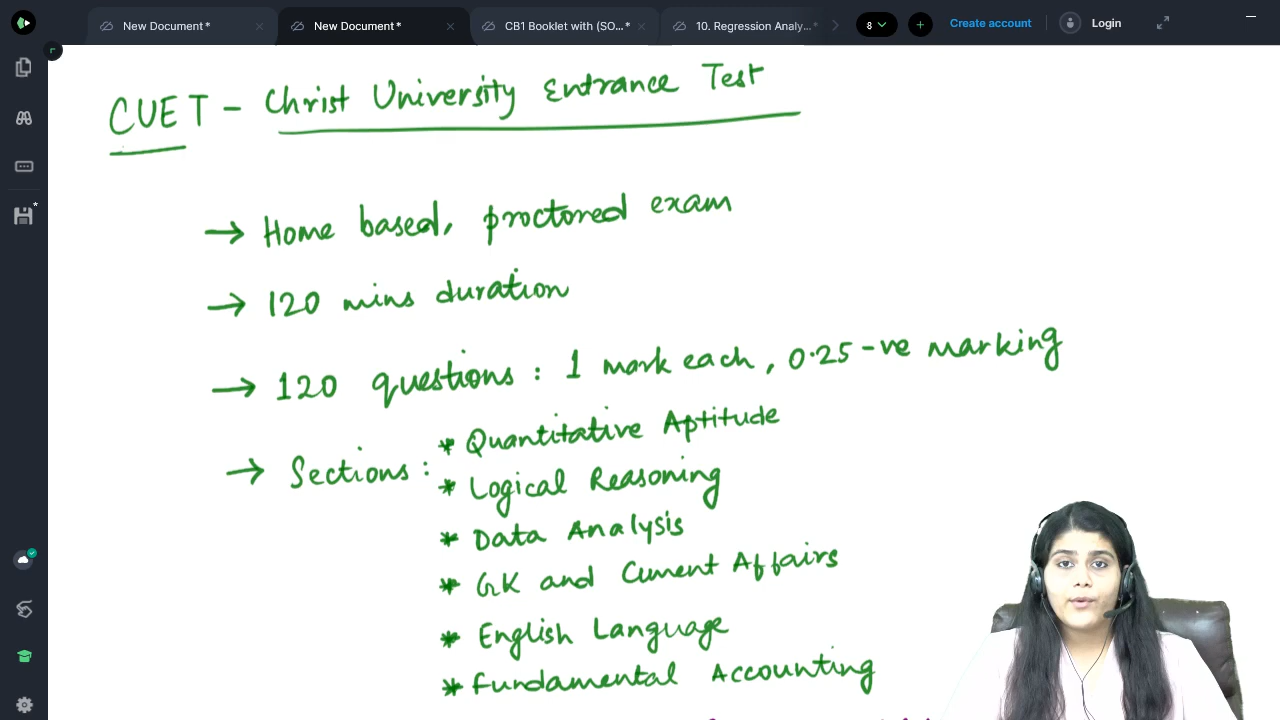 New Document*
New Document*
CB1 Booklet with (SO...*
10. Regression Analy...*
8
Create account
Login
CUET - Christ University Entrance Test
→ Home based, proctored exam
→ 120 mins duration
→ 120 questions : 1 mark each, 0.25 -ve marking
→ Sections : * Quantitative Aptitude
* Logical Reasoning
* Data Analysis
* GK and Current Affairs
* English Language
* Fundamental Accounting